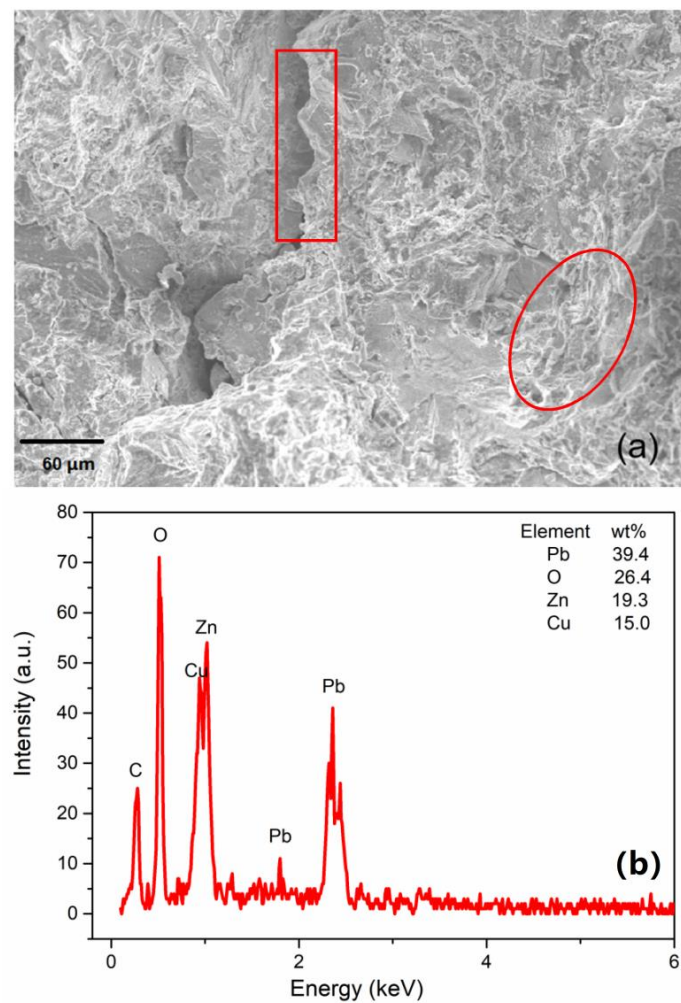 60 μm
(a)
80
70
60
50
40
30
20
10
0
Intensity (a.u.)
O
Zn
Cu
Pb
C
Pb
Element wt%
Pb 39.4
O 26.4
Zn 19.3
Cu 15.0
(b)
0 2 4 6
Energy (keV)